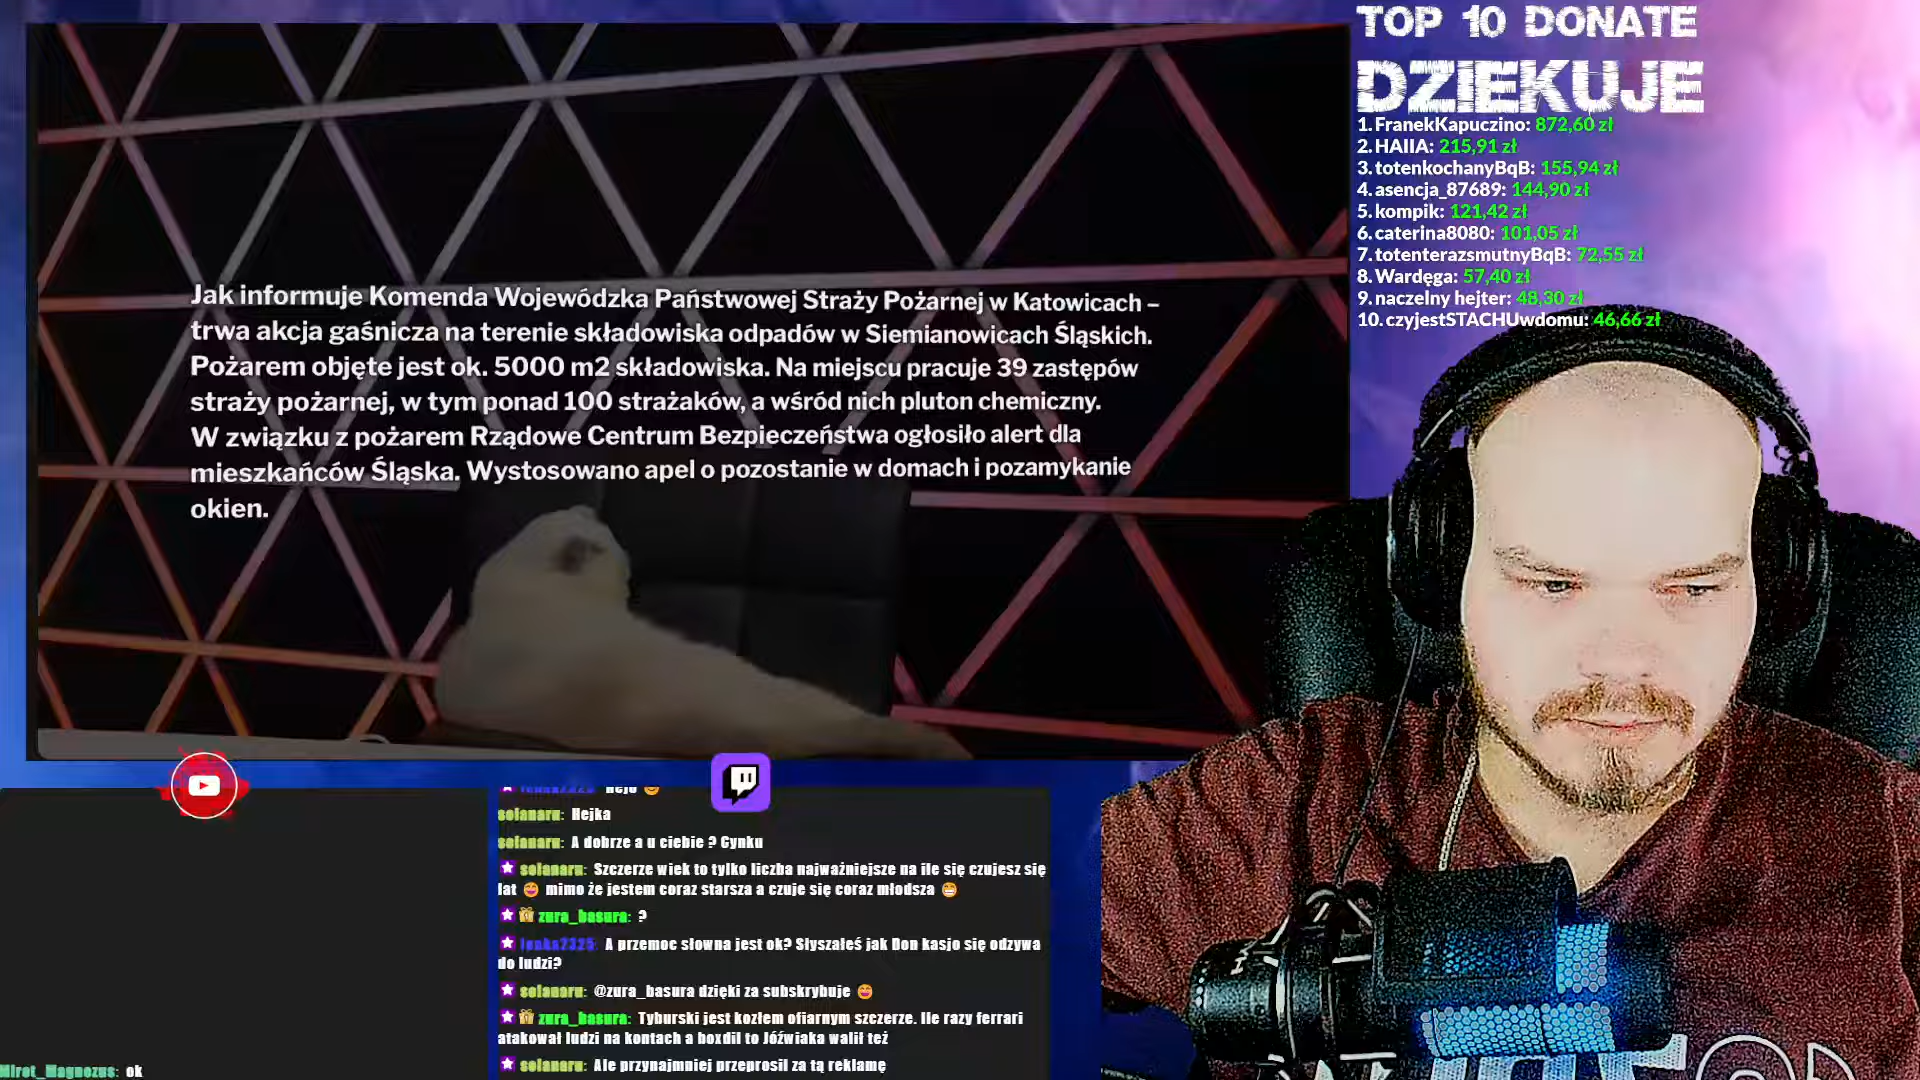 TOP 10 DONATE
DZIEKUJE
1. FranekKapuczino: 872,60 zł
2. HAIIA: 215,91 zł
3. totenkochanyBqB: 155,94 zł
4. asencja_87689: 144,90 zł
5. kompik: 121,42 zł
6. caterina8080: 101,05 zł
7. totenterazsmutnyBqB: 72,55 zł
8. Wardęga: 57,40 zł
9. naczelny hejter: 48,30 zł
10. czyjestSTACHUwdomu: 46,66 zł
Jak informuje Komenda Wojewódzka Państwowej Straży Pożarnej w Katowicach –
trwa akcja gaśnicza na terenie składowiska odpadów w Siemianowicach Śląskich.
Pożarem objęte jest ok. 5000 m2 składowiska. Na miejscu pracuje 39 zastępów
straży pożarnej, w tym ponad 100 strażaków, a wśród nich pluton chemiczny.
W związku z pożarem Rządowe Centrum Bezpieczeństwa ogłosiło alert dla
mieszkańców Śląska. Wystosowano apel o pozostanie w domach i pozamykanie
okien.
solanaru: Hejka
solanaru: A dobrze a u ciebie ? Cynku
solanaru: Szczerze wiek to tylko liczba najważniejsze na ile się czujesz się
lat 😄 mimo że jestem coraz starsza a czuje się coraz młodsza 😁
zura_basura: ?
lenka2325: A przemoc słowna jest ok? Słyszałeś jak Don kasjo się odzywa
do ludzi?
solanaru: @zura_basura dzięki za subskrybuje 😄
zura_basura: Tyburski jest kozłem ofiarnym szczerze. Ile razy ferrari
atakował ludzi na kontach a boxdil to Jóźwiaka walił też
solanaru: Ale przynajmniej przeprosil za tą reklamę
Mirot_Magnozus: ok